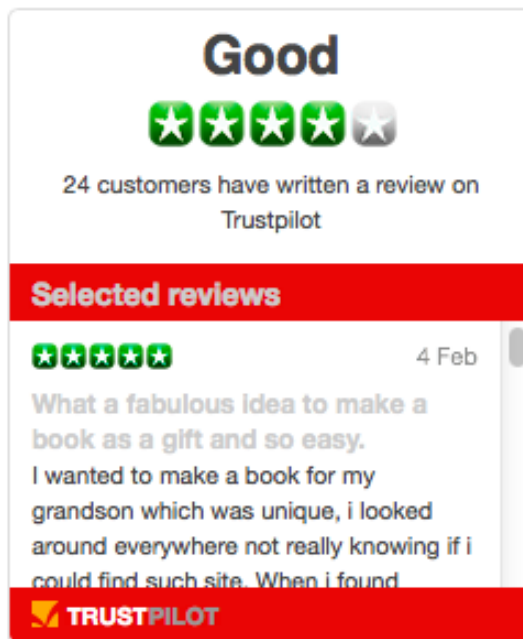 Good
24 customers have written a review on
Trustpilot
Selected reviews
4 Feb
What a fabulous idea to make a
book as a gift and so easy.
I wanted to make a book for my
grandson which was unique, i looked
around everywhere not really knowing if i
could find such site. When i found
TRUSTPILOT